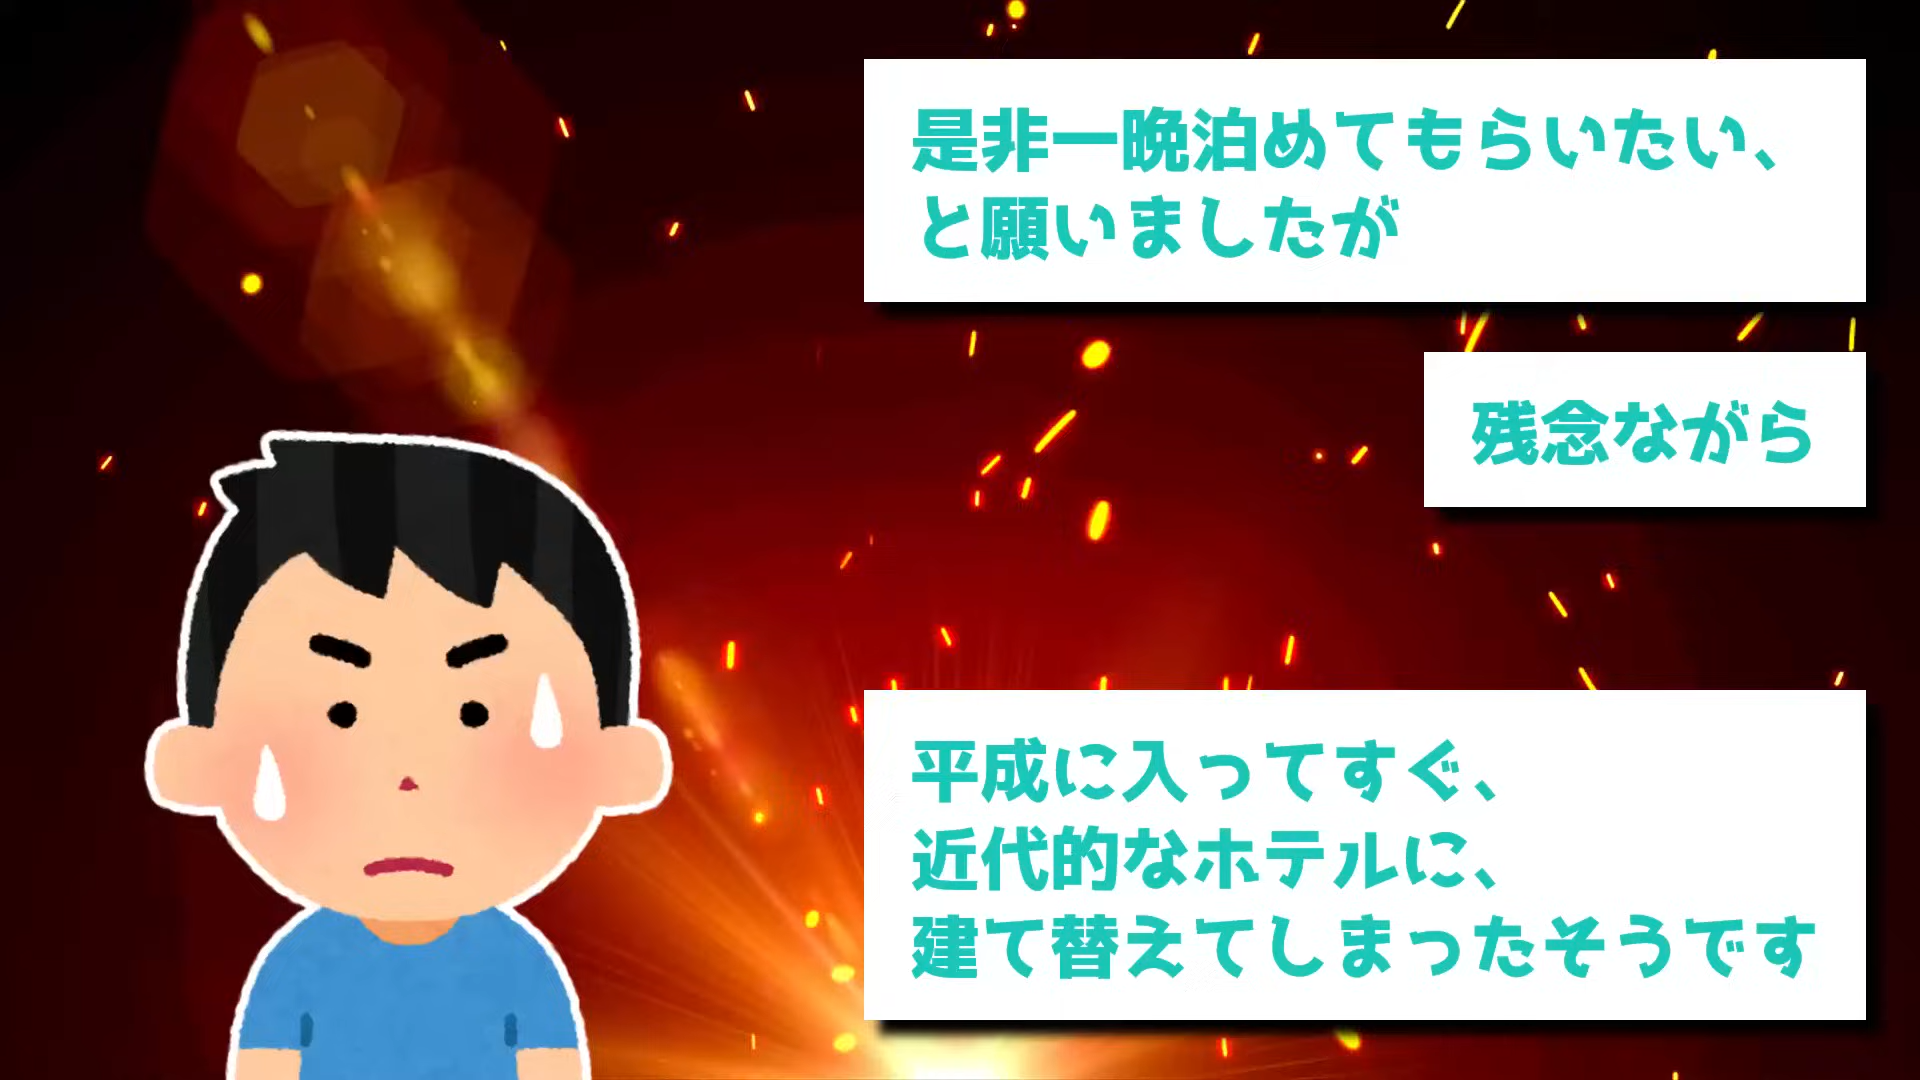 是非一晩泊めてもらいたい、
と願いましたが
残念ながら
平成に入ってすぐ、
近代的なホテルに、
建て替えてしまったそうです